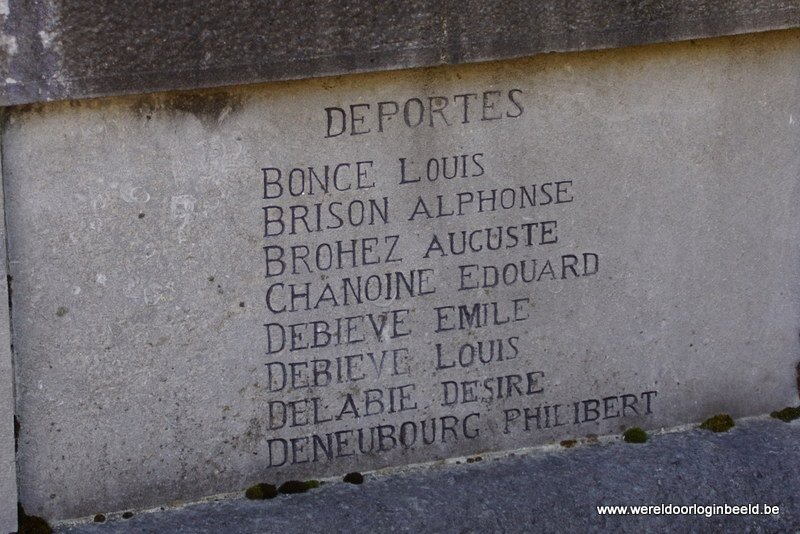 DEPORTES
BONCE LOUIS
BRISON ALPHONSE
BROHEZ AUCUSTE
CHANOINE EDOUARD
DEBIEVE EMILE
DEBIEVE LOUIS
DELABIE DESIRE
DENEUBOURG PHILIBERT
www.wereldoorloginbeeld.be